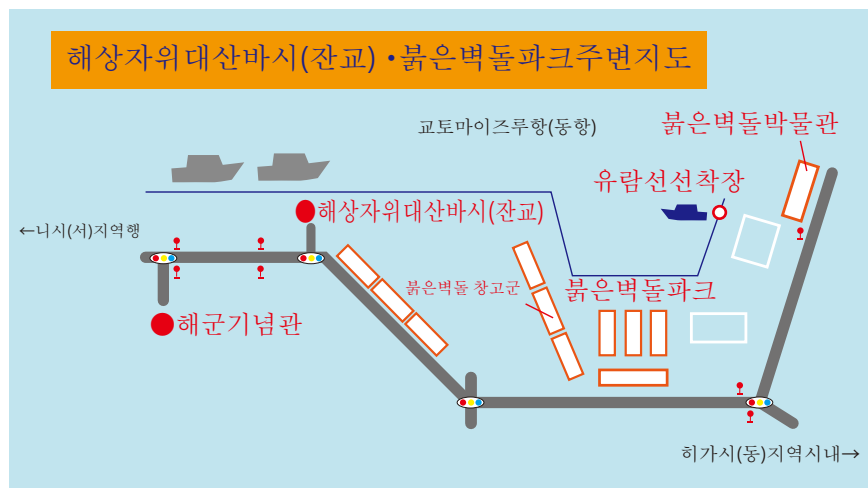 해상자위대산바시(잔교)・붉은벽돌파크주변지도
교토마이즈루항(동항)
붉은벽돌박물관
유람선선착장
해상자위대산바시(잔교)
←니시(서)지역행
붉은벽돌 창고군
붉은벽돌파크
해군기념관
히가시(동)지역시내→